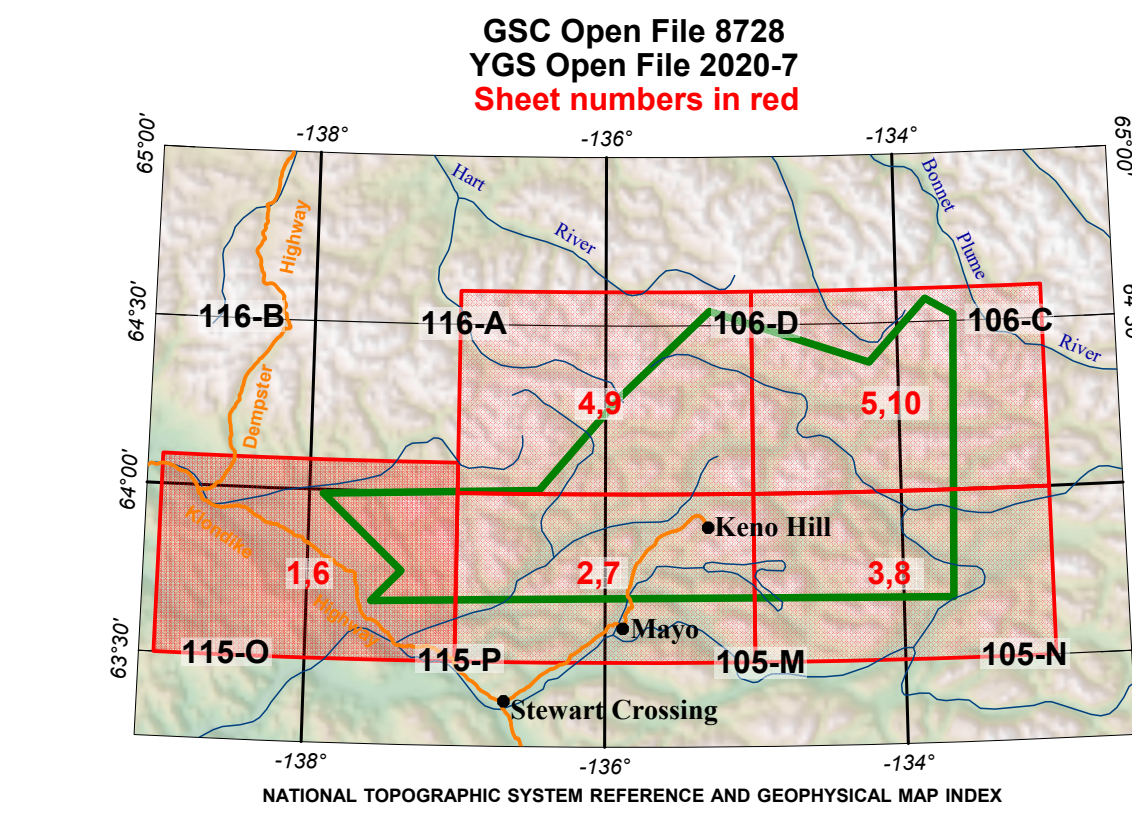 GSC Open File 8728
YGS Open File 2020-7
Sheet numbers in red
-138°
-136°
-134°
65°00'
65°00'
Hart
River
Bonnet
Plume
River
Highway
Dempster
64°30'
116-B
116-A
106-D
106-C
4,9
5,10
64°00'
Klondike
Highway
Keno Hill
1,6
2,7
3,8
Mayo
63°30'
115-O
115-P
105-M
105-N
Stewart Crossing
-138°
-136°
-134°
NATIONAL TOPOGRAPHIC SYSTEM REFERENCE AND GEOPHYSICAL MAP INDEX